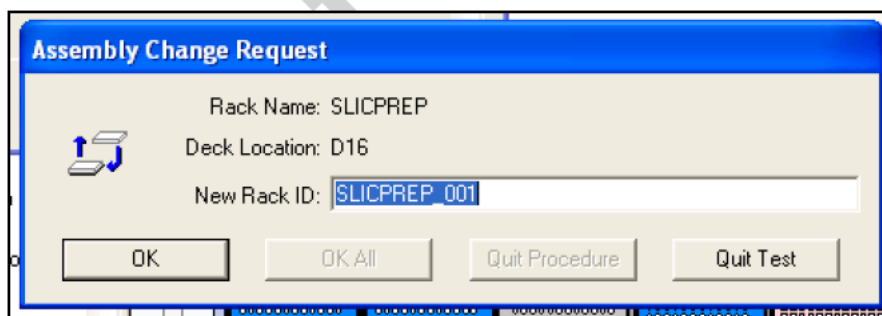 Assembly Change Request
Rack Name: SLICPREP
Deck Location: D16
New Rack ID: SLICPREP_001
OK OK All Quit Procedure Quit Test